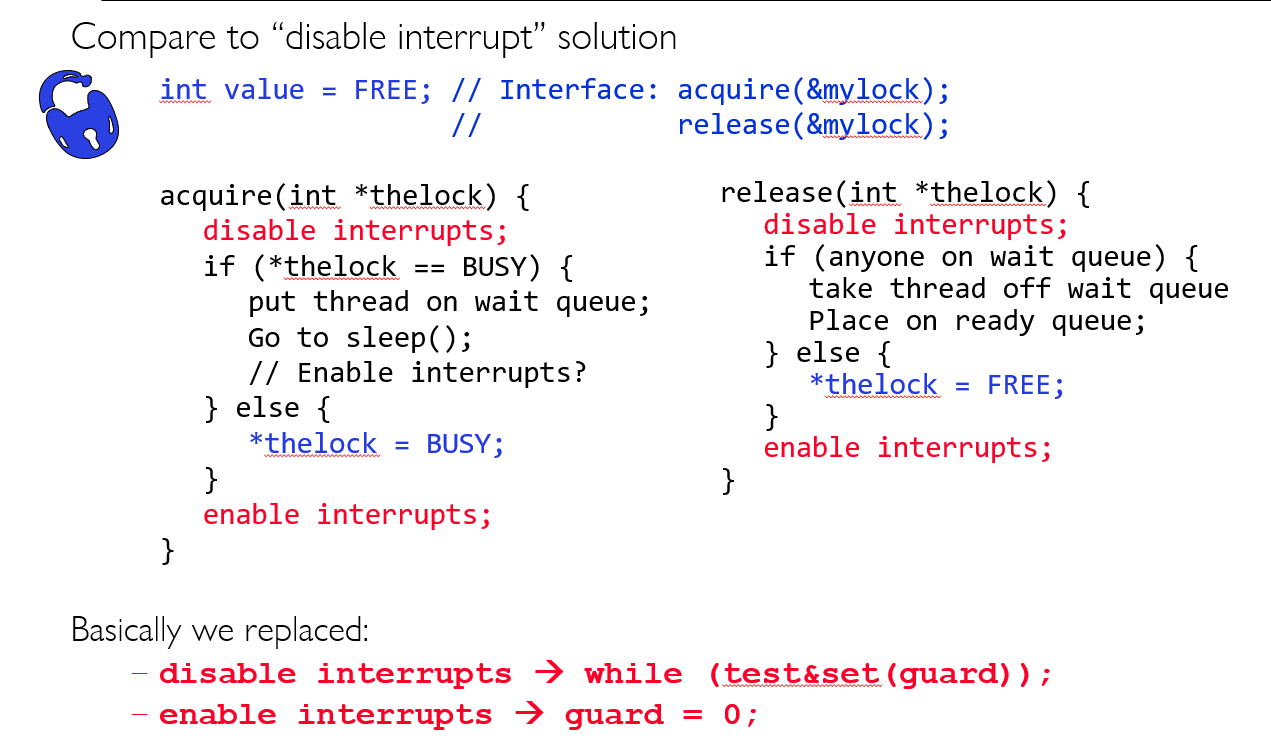 Compare to “disable interrupt” solution
int value = FREE; // Interface: acquire(&mylock);
//            release(&mylock);
acquire(int *thelock) {
disable interrupts;
if (*thelock == BUSY) {
put thread on wait queue;
Go to sleep();
// Enable interrupts?
} else {
*thelock = BUSY;
}
enable interrupts;
}
release(int *thelock) {
disable interrupts;
if (anyone on wait queue) {
take thread off wait queue
Place on ready queue;
} else {
*thelock = FREE;
}
enable interrupts;
}
Basically we replaced:
– disable interrupts → while (test&set(guard));
– enable interrupts → guard = 0;